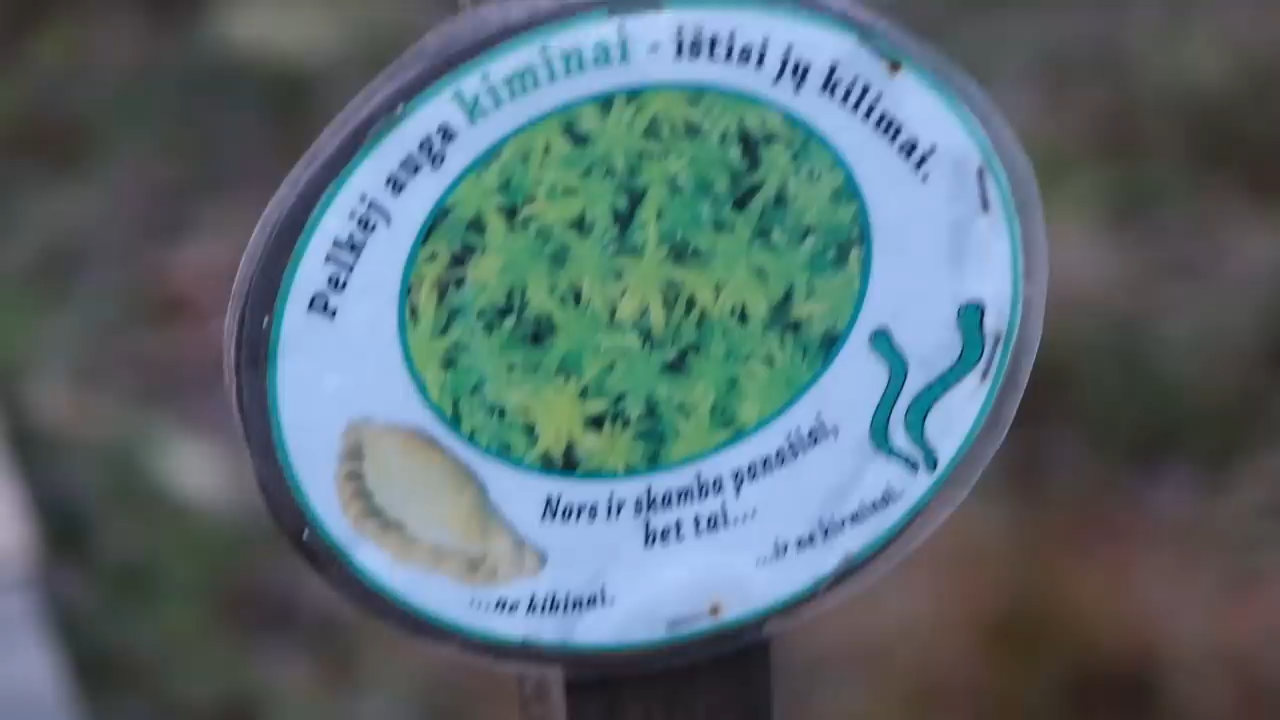 Pelkėj auga kiminai - ištisi jų kilimai.
Nors ir skamba panašiai,
bet tai...
...ne kibinai.
...ir ne kirminai.